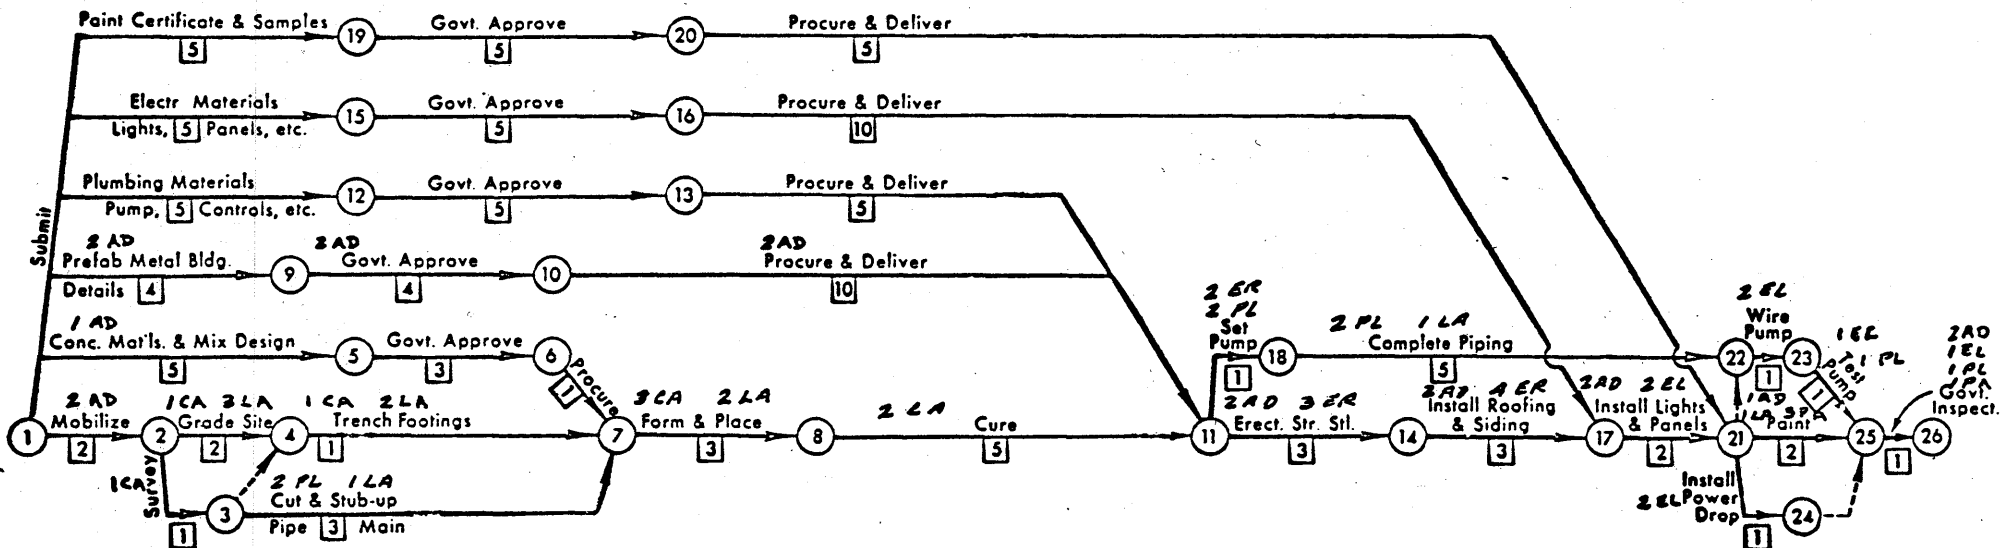 Paint Certificate & Samples
5
19
Govt. Approve
5
20
Procure & Deliver
5
Electr Materials
Lights, 5 Panels, etc.
15
Govt. Approve
5
16
Procure & Deliver
10
Plumbing Materials
Pump, 5 Controls, etc.
12
Govt. Approve
5
13
Procure & Deliver
5
Submit
2 AD
Prefab Metal Bldg.
Details 4
9
2 AD
Govt. Approve
4
10
2 AD
Procure & Deliver
10
1 AD
Conc. Mat'ls. & Mix Design
5
5
Govt. Approve
3
6
Procure
1
1
2 AD
Mobilize
2
2
1 CA 3 LA
Grade Site
2
4
1 CA 2 LA
Trench Footings
1
7
3 CA 2 LA
Form & Place
3
8
2 LA
Cure
5
11
1 CA
Survey
1
3
2 PL 1 LA
Cut & Stub-up
Pipe 3 Main
2 ER
2 PL
Set
Pump
1
18
2 PL 1 LA
Complete Piping
5
22
2 EL
Wire
Pump
1
23
1 EL
1 PL
Test
Pump
1
2 AD 3 ER
Erect. Str. Stl.
3
14
2 AD 4 ER
Install Roofing
& Siding
3
17
2 AD 2 EL
Install Lights
& Panels
2
21
1 AD
Paint
2
25
2 AD
1 EL
1 PL
Govt.
Inspect.
1
26
2 EL
Install
Power
Drop
1
24